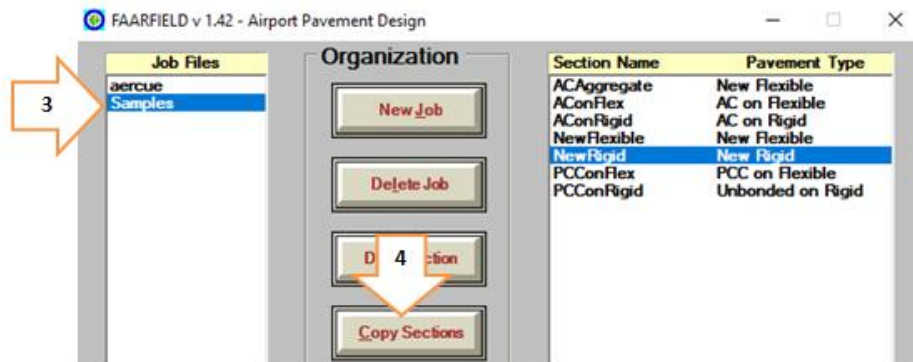 FAARFIELD v 1.42 - Airport Pavement Design
Job Files
aercue
Samples
3
Organization
New Job
Delete Job
D 4 ction
Copy Sections
Section Name Pavement Type
ACAggregate New Flexible
AConFlex AC on Flexible
AConRigid AC on Rigid
NewFlexible New Flexible
NewRigid New Rigid
PCConFlex PCC on Flexible
PCConRigid Unbonded on Rigid